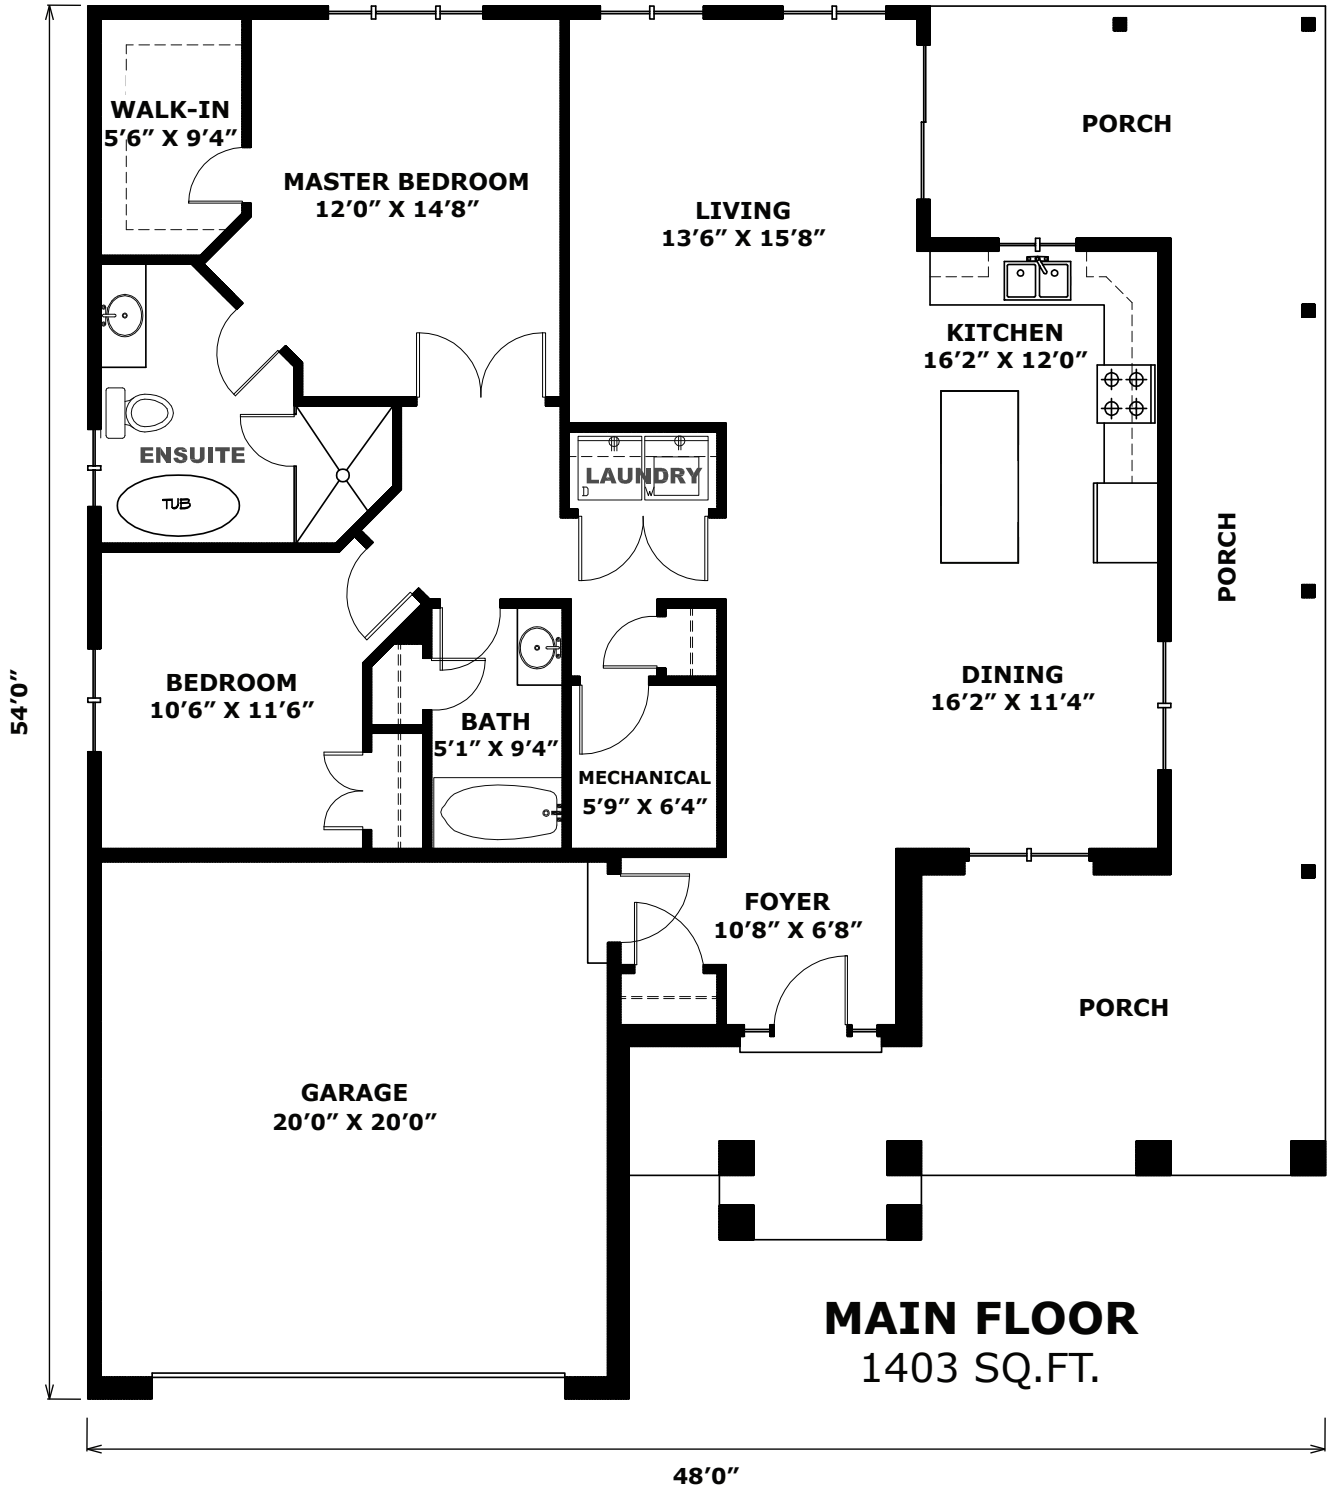 WALK-IN
5’6” X 9’4”
MASTER BEDROOM
12’0” X 14’8”
LIVING
13’6” X 15’8”
PORCH
KITCHEN
16’2” X 12’0”
ENSUITE
TUB
LAUNDRY
D
W
PORCH
BEDROOM
10’6” X 11’6”
BATH
5’1” X 9’4”
MECHANICAL
5’9” X 6’4”
DINING
16’2” X 11’4”
54’0”
FOYER
10’8” X 6’8”
PORCH
GARAGE
20’0” X 20’0”
MAIN FLOOR
1403 SQ.FT.
48’0”